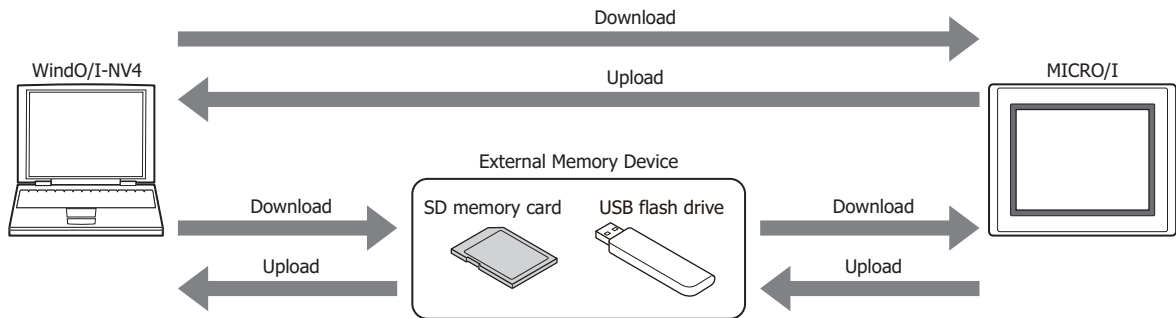 Download
WindO/I-NV4
Upload
MICRO/I
External Memory Device
SD memory card USB flash drive
Download
Download
Upload
Upload